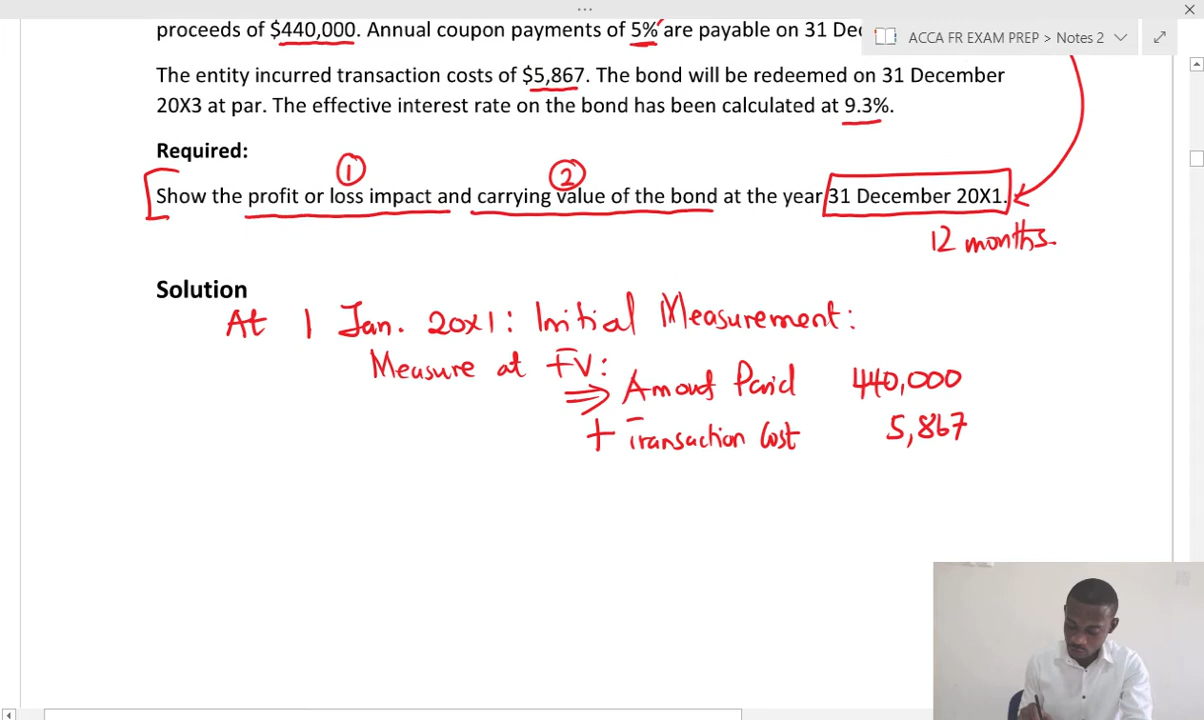 proceeds of $440,000. Annual coupon payments of 5% are payable on 31 Dec
ACCA FR EXAM PREP > Notes 2
The entity incurred transaction costs of $5,867. The bond will be redeemed on 31 December
20X3 at par. The effective interest rate on the bond has been calculated at 9.3%.
Required:
1
2
Show the profit or loss impact and carrying value of the bond at the year 31 December 20X1.
12 months.
Solution
At 1 Jan. 20X1: Initial Measurement:
Measure at FV:
⇒ Amout Paid 440,000
+ Transaction Cost 5,867